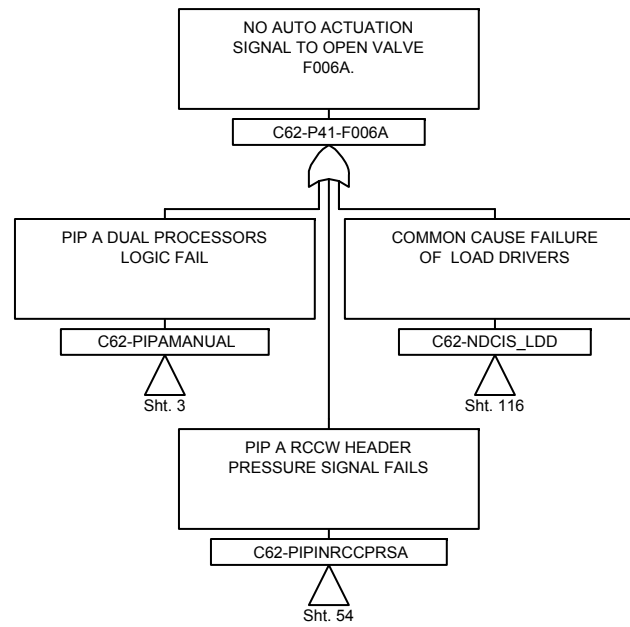 NO AUTO ACTUATION
SIGNAL TO OPEN VALVE
F006A.
C62-P41-F006A
PIP A DUAL PROCESSORS
LOGIC FAIL
C62-PIPAMANUAL
Sht. 3
COMMON CAUSE FAILURE
OF LOAD DRIVERS
C62-NDCIS_LDD
Sht. 116
PIP A RCCW HEADER
PRESSURE SIGNAL FAILS
C62-PIPINRCCPRSA
Sht. 54